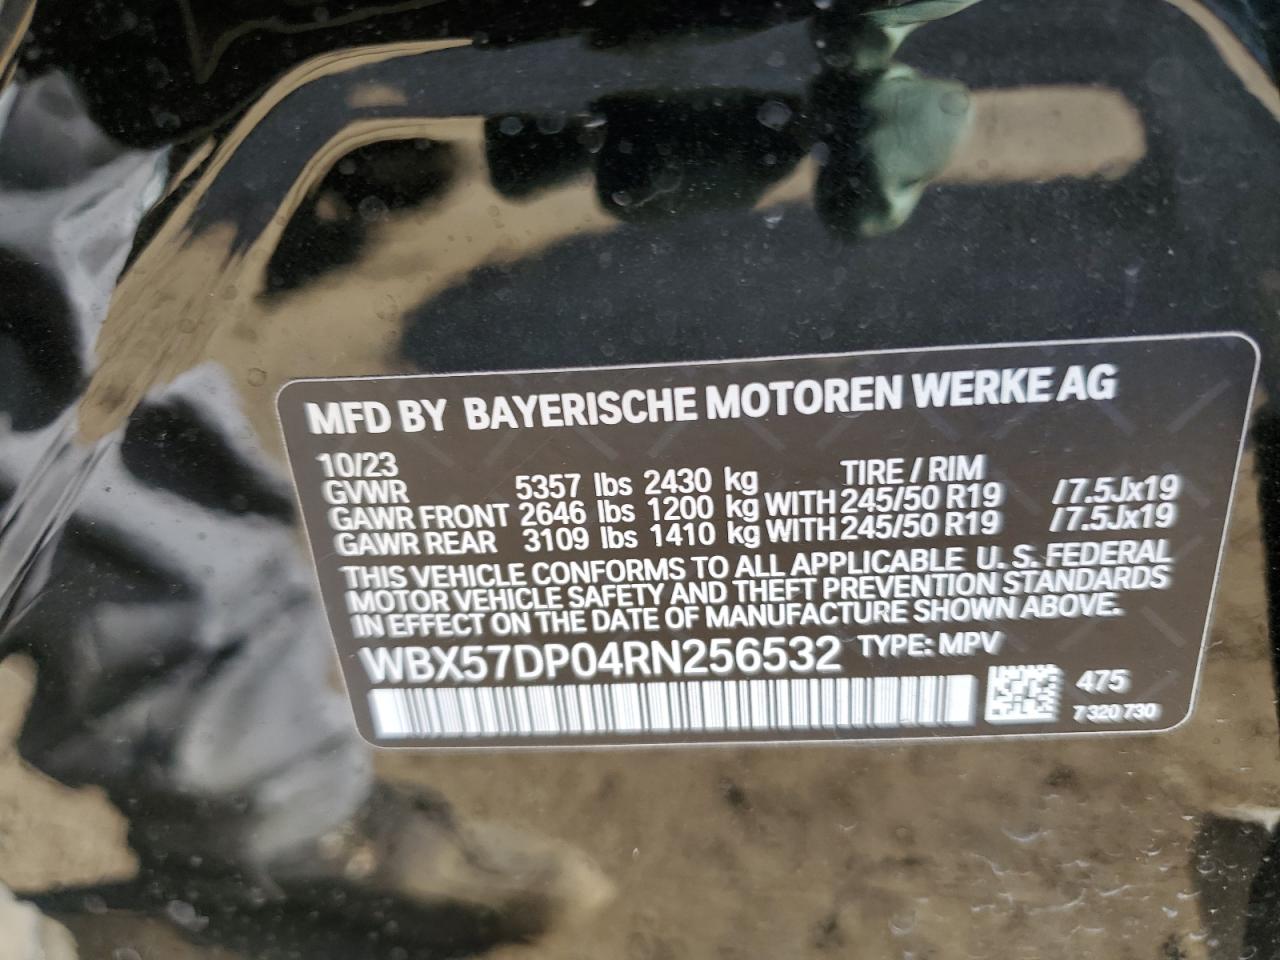 MFD BY BAYERISCHE MOTOREN WERKE AG
10/23 TIRE / RIM
GVWR 5357 lbs 2430 kg
GAWR FRONT 2646 lbs 1200 kg WITH 245/50 R19 /7.5Jx19
GAWR REAR 3109 lbs 1410 kg WITH 245/50 R19 /7.5Jx19
THIS VEHICLE CONFORMS TO ALL APPLICABLE U. S. FEDERAL
MOTOR VEHICLE SAFETY AND THEFT PREVENTION STANDARDS
IN EFFECT ON THE DATE OF MANUFACTURE SHOWN ABOVE.
WBX57DP04RN256532 TYPE: MPV
475
7 320 730